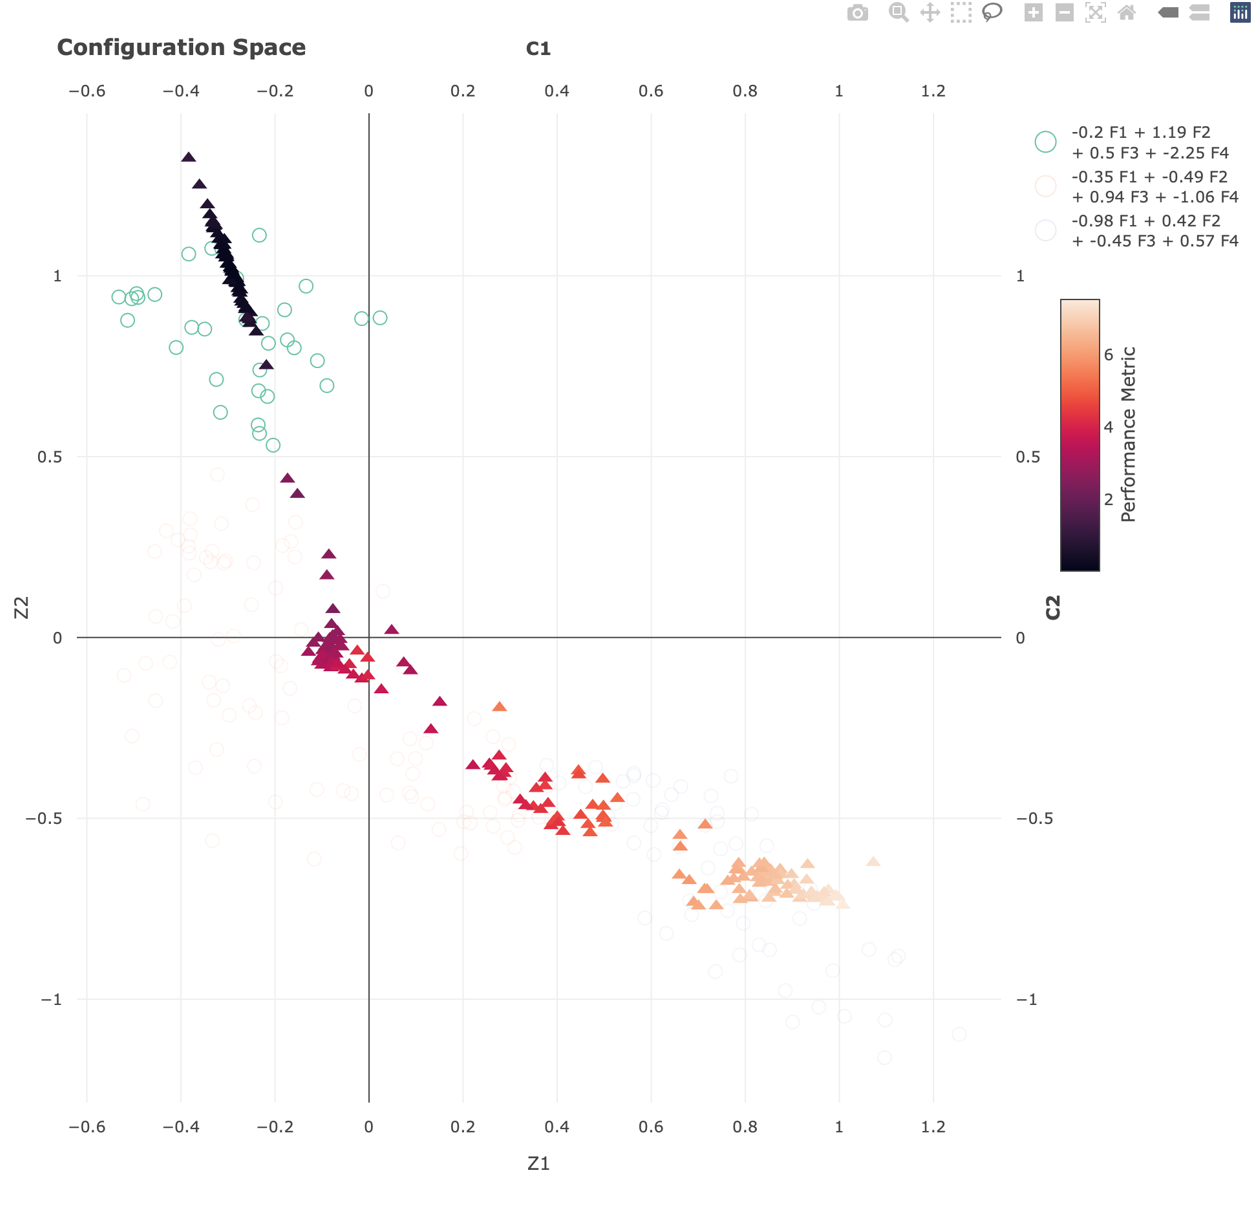 Configuration Space
C1
−0.6 −0.4 −0.2 0 0.2 0.4 0.6 0.8 1 1.2
-0.2 F1 + 1.19 F2
+ 0.5 F3 + -2.25 F4
-0.35 F1 + -0.49 F2
+ 0.94 F3 + -1.06 F4
-0.98 F1 + 0.42 F2
+ -0.45 F3 + 0.57 F4
1
0.5
0
−0.5
−1
Z2
1
0.5
0
−0.5
−1
C2
6
4
2
Performance Metric
−0.6 −0.4 −0.2 0 0.2 0.4 0.6 0.8 1 1.2
Z1